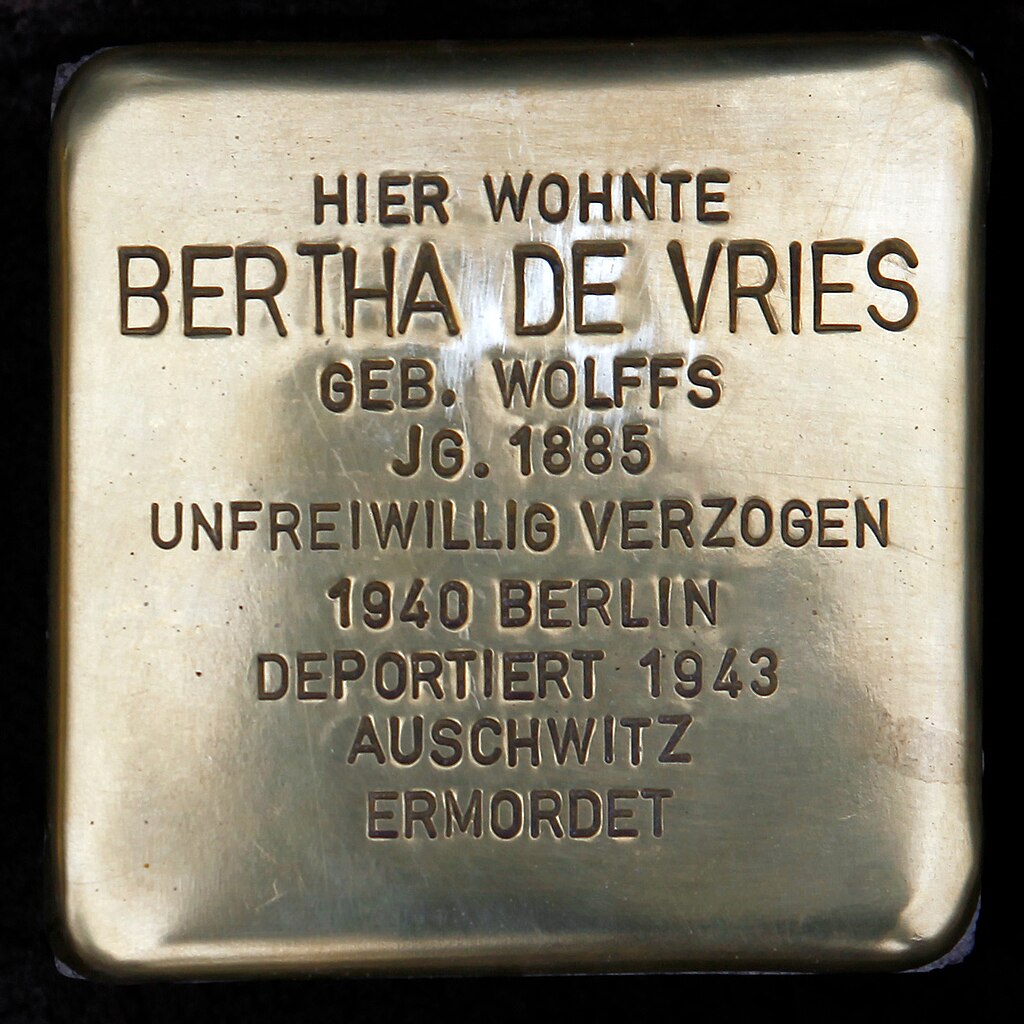 HIER WOHNTE
BERTHA DE VRIES
GEB. WOLFFS
JG. 1885
UNFREIWILLIG VERZOGEN
1940 BERLIN
DEPORTIERT 1943
AUSCHWITZ
ERMORDET